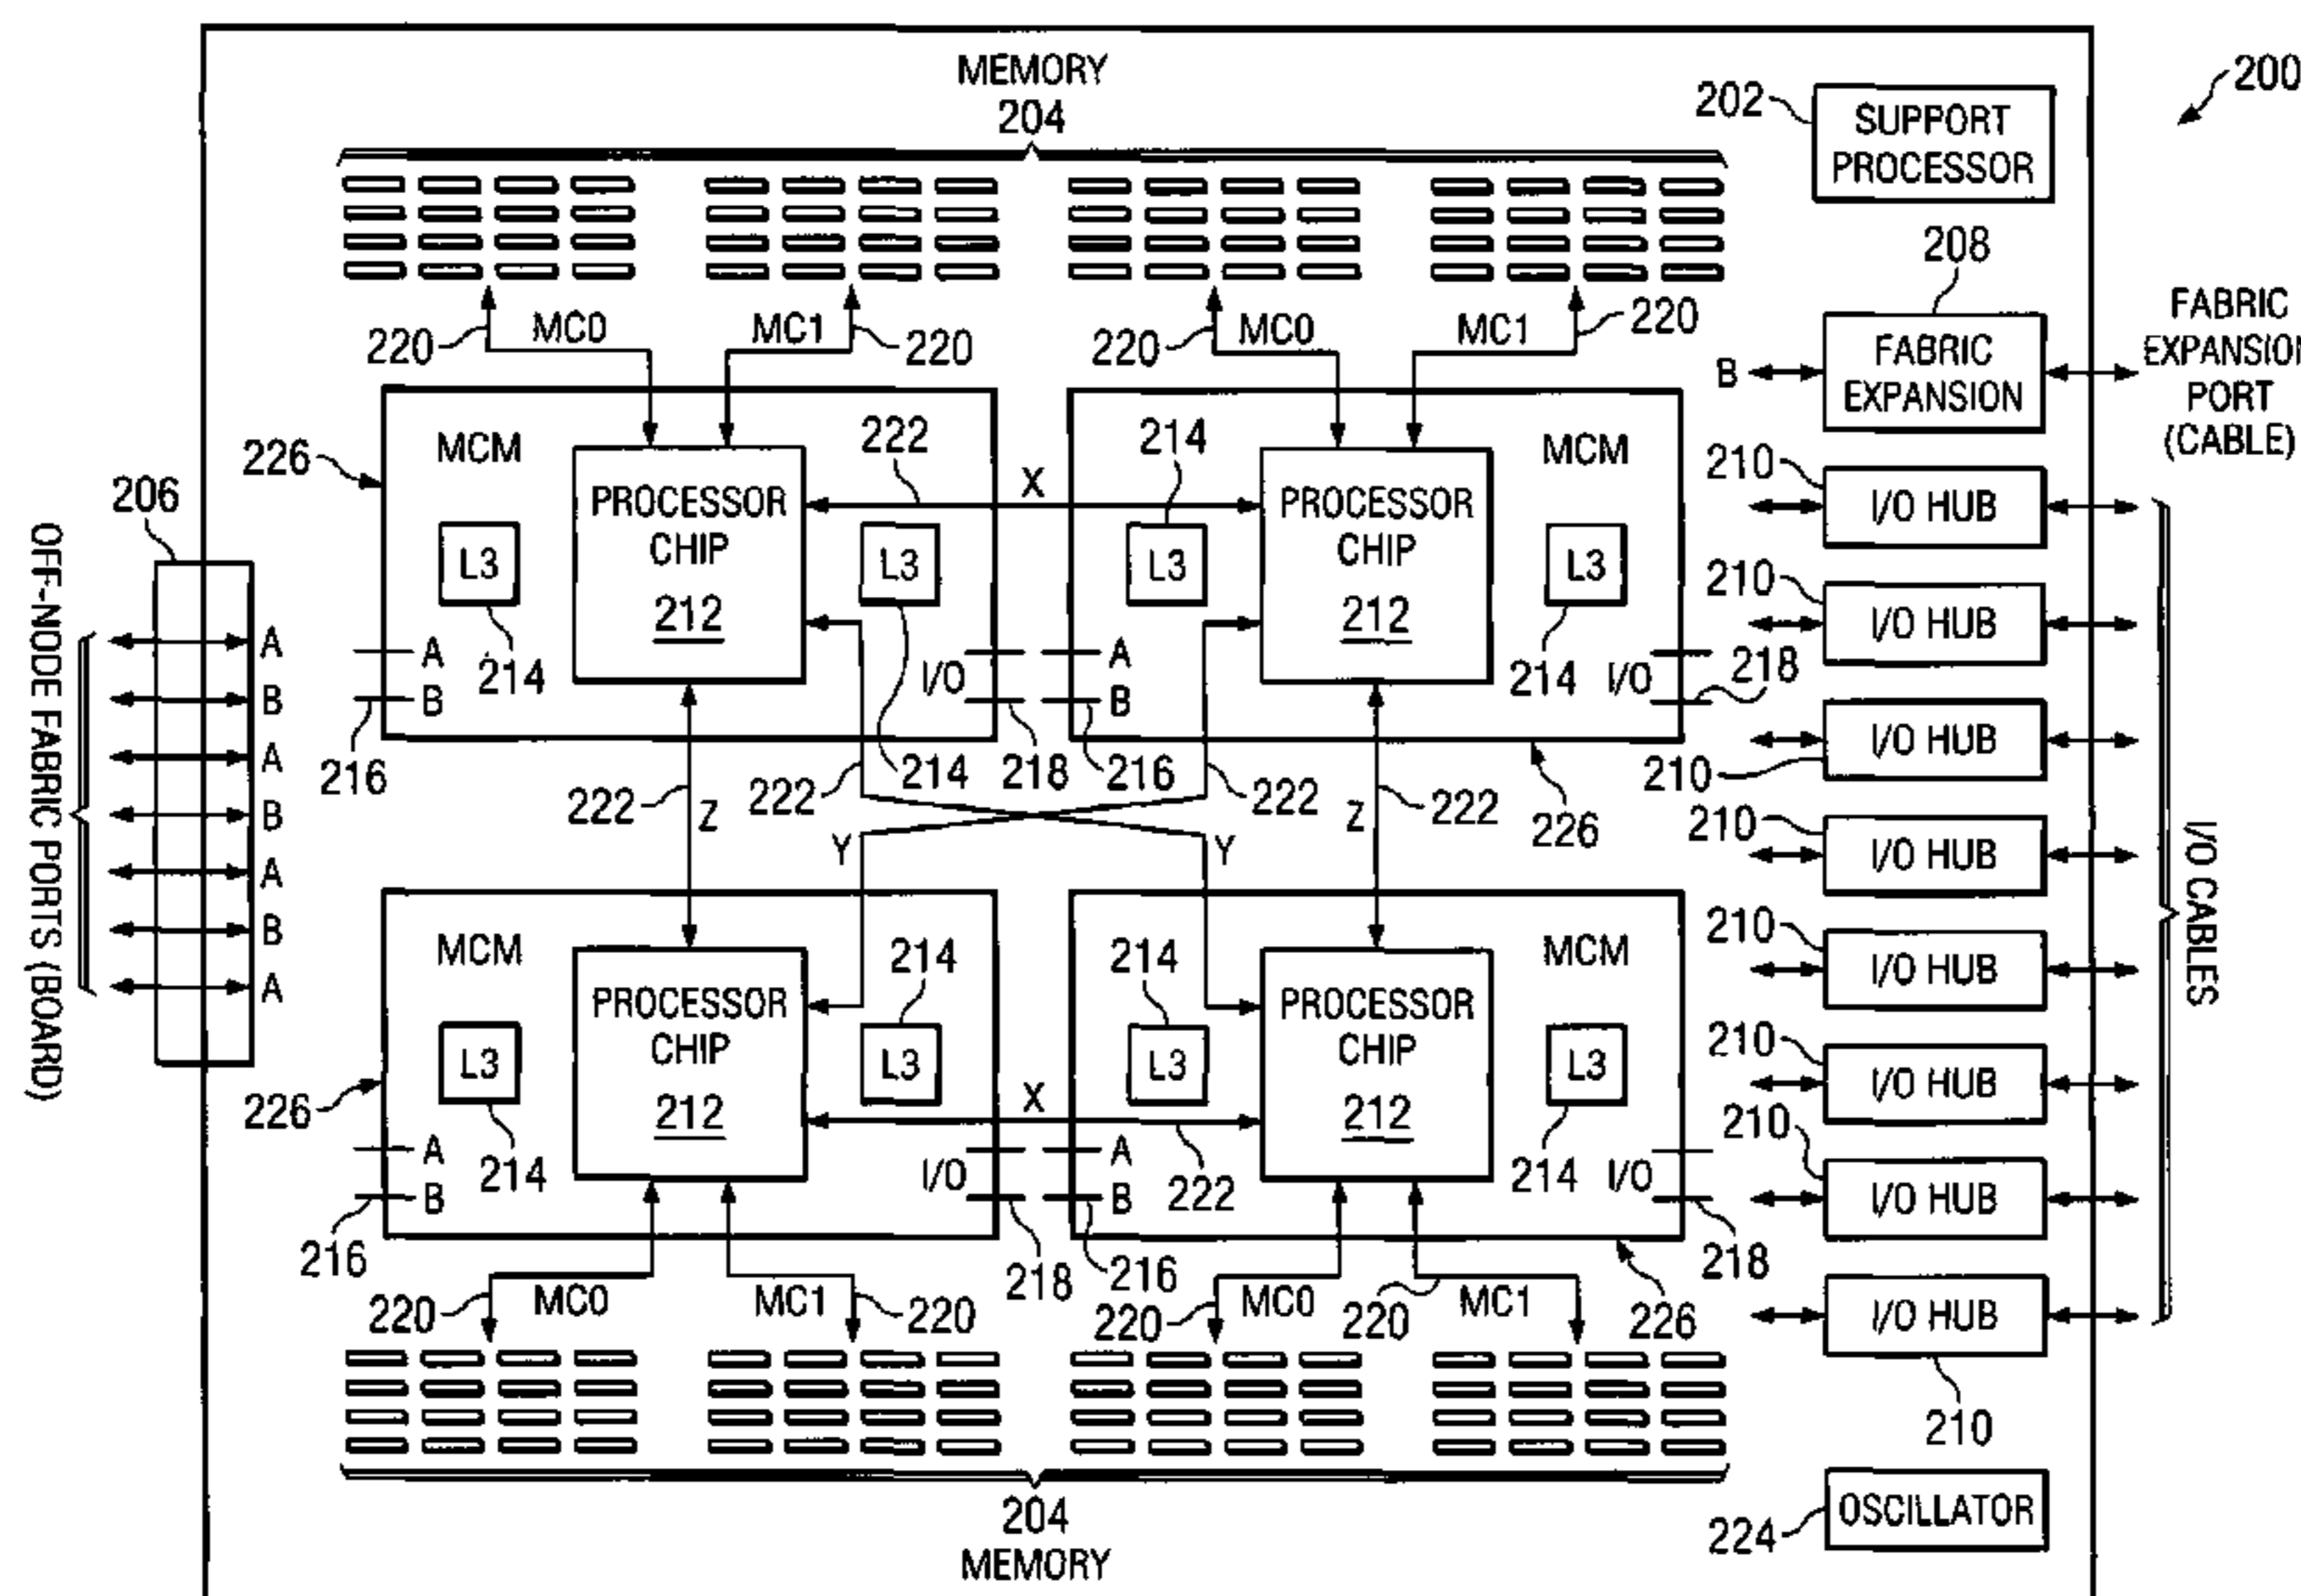 MEMORY
204
200
202
SUPPORT
PROCESSOR
208
FABRIC
EXPANSION
B
FABRIC
EXPANSIO
PORT
(CABLE)
220 MC0 MC1 220
220 MC0 MC1 220
226
MCM
PROCESSOR
CHIP
212
L3
214
L3
214
222
X
A
B
216
I/O
218
214
L3
A
B
216
PROCESSOR
CHIP
212
MCM
L3
214
I/O
218
226
206
OFF-NODE FABRIC PORTS (BOARD)
A
B
A
B
A
B
A
222 Z
222
Y
222
Y
Z 222
226
MCM
PROCESSOR
CHIP
212
L3
214
214
L3
X
222
A
B
216
I/O
218
214
L3
A
B
216
PROCESSOR
CHIP
212
MCM
L3
214
I/O
218
226
220 MC0 MC1 220
220 MC0 220 MC1
210
I/O HUB
210
I/O HUB
I/O HUB
210
210
I/O HUB
210
I/O HUB
210
I/O HUB
210
I/O HUB
I/O HUB
210
I/O CABLES
224
OSCILLATOR
204
MEMORY